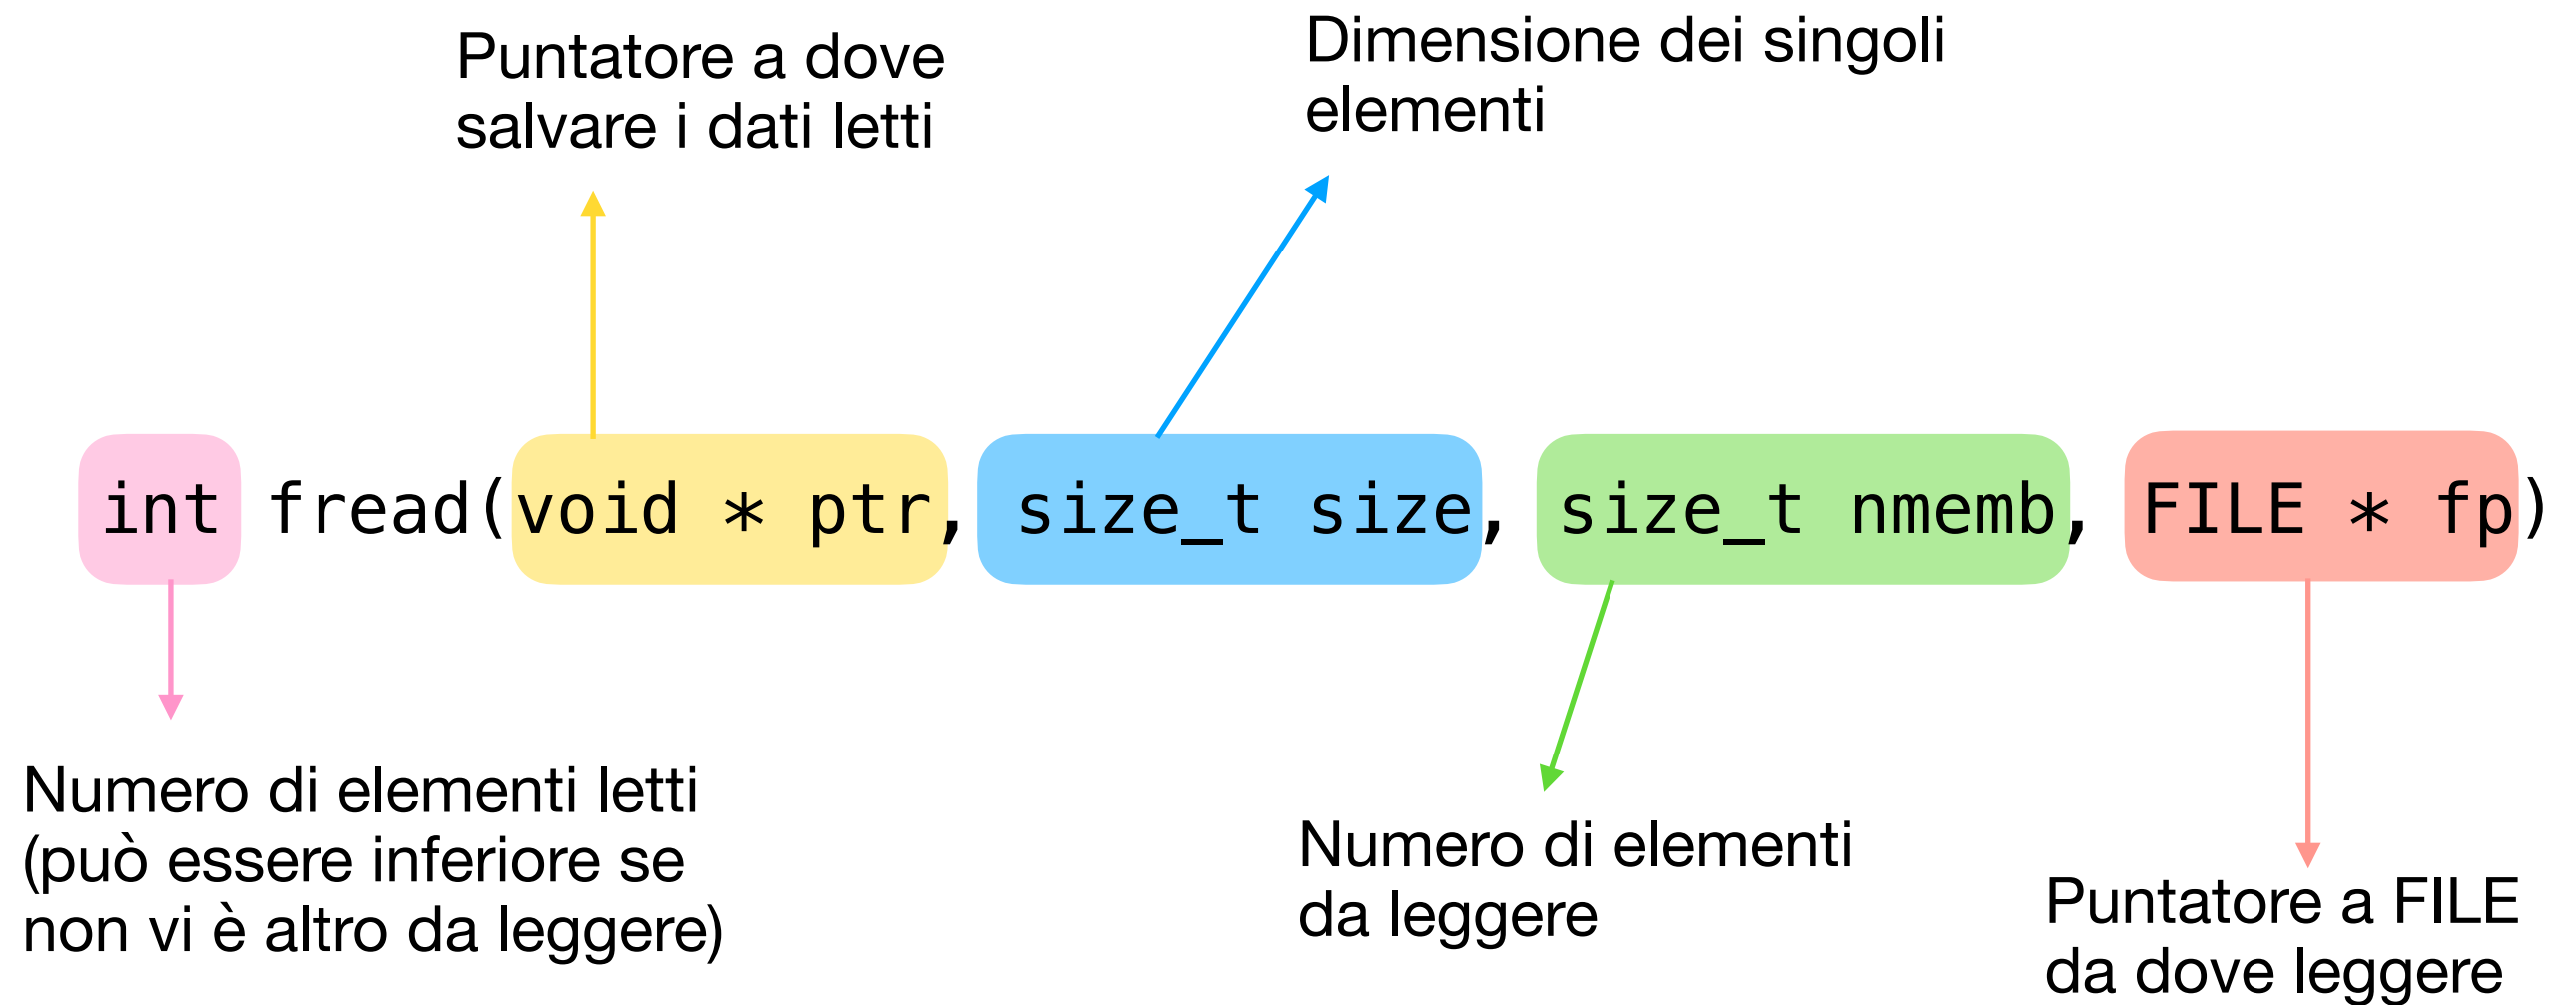 Puntatore a dove
salvare i dati letti
Dimensione dei singoli
elementi
int fread(void * ptr, size_t size, size_t nmemb, FILE * fp)
Numero di elementi letti
(può essere inferiore se
non vi è altro da leggere)
Numero di elementi
da leggere
Puntatore a FILE
da dove leggere